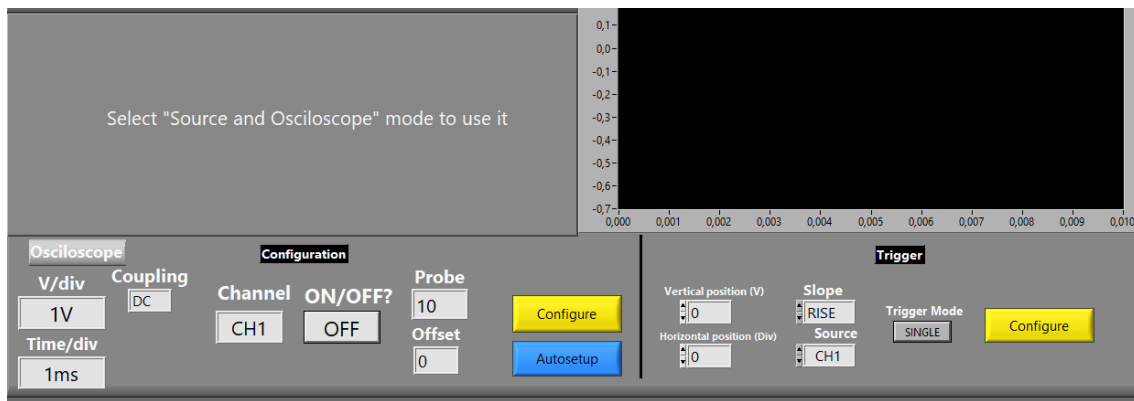 0,1
0,0
-0,1
-0,2
-0,3
-0,4
-0,5
-0,6
-0,7
0,000 0,001 0,002 0,003 0,004 0,005 0,006 0,007 0,008 0,009 0,010
Select "Source and Osciloscope" mode to use it
Osciloscope
Configuration
V/div
1V
Time/div
1ms
Coupling
DC
Channel
CH1
ON/OFF?
OFF
Probe
10
Offset
0
Configure
Autosetup
Trigger
Vertical position (V)
0
Horizontal position (Div)
0
Slope
RISE
Source
CH1
Trigger Mode
SINGLE
Configure